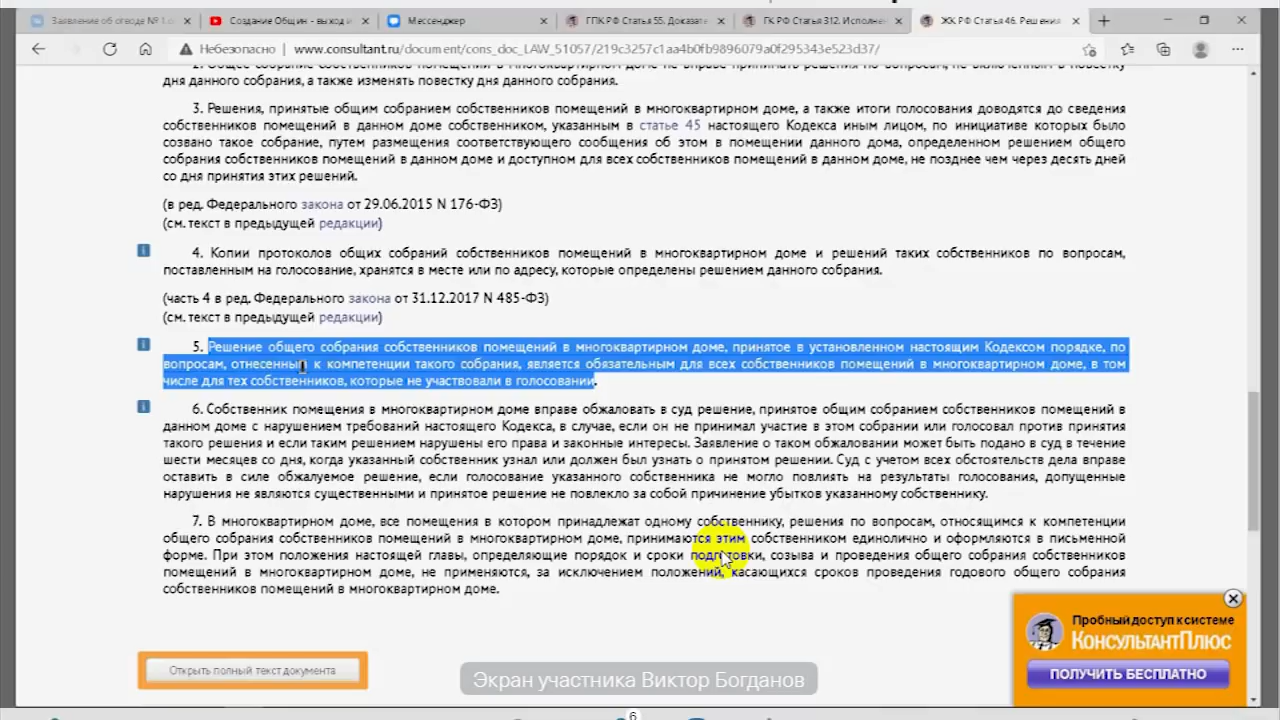 Заявление об отводе № 1.
Создание Общин - выход и
Мессенджер
ГПК РФ Статья 55. Доказате
ГК РФ Статья 312. Исполнен
ЖК РФ Статья 46. Решения
Небезопасно | www.consultant.ru/document/cons_doc_LAW_51057/219c3257c1aa4b0fb9896079a0f295343e523d37/
2. Общее собрание собственников помещений в многоквартирном доме не вправе принимать решения по вопросам, не включенным в повестку
дня данного собрания, а также изменять повестку дня данного собрания.
3. Решения, принятые общим собранием собственников помещений в многоквартирном доме, а также итоги голосования доводятся до сведения
собственников помещений в данном доме собственником, указанным в статье 45 настоящего Кодекса иным лицом, по инициативе которых было
созвано такое собрание, путем размещения соответствующего сообщения об этом в помещении данного дома, определенном решением общего
собрания собственников помещений в данном доме и доступном для всех собственников помещений в данном доме, не позднее чем через десять дней
со дня принятия этих решений.
(в ред. Федерального закона от 29.06.2015 N 176-ФЗ)
(см. текст в предыдущей редакции)
4. Копии протоколов общих собраний собственников помещений в многоквартирном доме и решений таких собственников по вопросам,
поставленным на голосование, хранятся в месте или по адресу, которые определены решением данного собрания.
(часть 4 в ред. Федерального закона от 31.12.2017 N 485-ФЗ)
(см. текст в предыдущей редакции)
5. Решение общего собрания собственников помещений в многоквартирном доме, принятое в установленном настоящим Кодексом порядке, по
вопросам, отнесенным к компетенции такого собрания, является обязательным для всех собственников помещений в многоквартирном доме, в том
числе для тех собственников, которые не участвовали в голосовании.
6. Собственник помещения в многоквартирном доме вправе обжаловать в суд решение, принятое общим собранием собственников помещений в
данном доме с нарушением требований настоящего Кодекса, в случае, если он не принимал участие в этом собрании или голосовал против принятия
такого решения и если таким решением нарушены его права и законные интересы. Заявление о таком обжаловании может быть подано в суд в течение
шести месяцев со дня, когда указанный собственник узнал или должен был узнать о принятом решении. Суд с учетом всех обстоятельств дела вправе
оставить в силе обжалуемое решение, если голосование указанного собственника не могло повлиять на результаты голосования, допущенные
нарушения не являются существенными и принятое решение не повлекло за собой причинение убытков указанному собственнику.
7. В многоквартирном доме, все помещения в котором принадлежат одному собственнику, решения по вопросам, относящимся к компетенции
общего собрания собственников помещений в многоквартирном доме, принимаются этим собственником единолично и оформляются в письменной
форме. При этом положения настоящей главы, определяющие порядок и сроки подготовки, созыва и проведения общего собрания собственников
помещений в многоквартирном доме, не применяются, за исключением положений, касающихся сроков проведения годового общего собрания
собственников помещений в многоквартирном доме.
Открыть полный текст документа
Пробный доступ к системе
КОНСУЛЬТАНТПЛЮС
ПОЛУЧИТЬ БЕСПЛАТНО
Экран участника Виктор Богданов
6